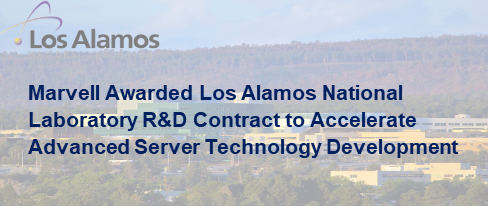 Los Alamos
Marvell Awarded Los Alamos National
Laboratory R&D Contract to Accelerate
Advanced Server Technology Development